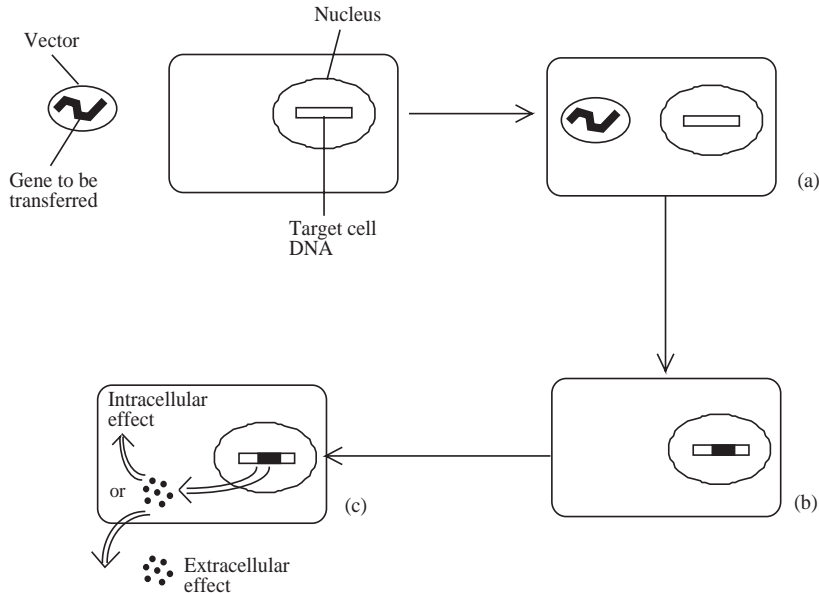 Nucleus
Vector
Gene to be
transferred
Target cell
DNA
(a)
Intracellular
effect
or
(c)
(b)
Extracellular
effect